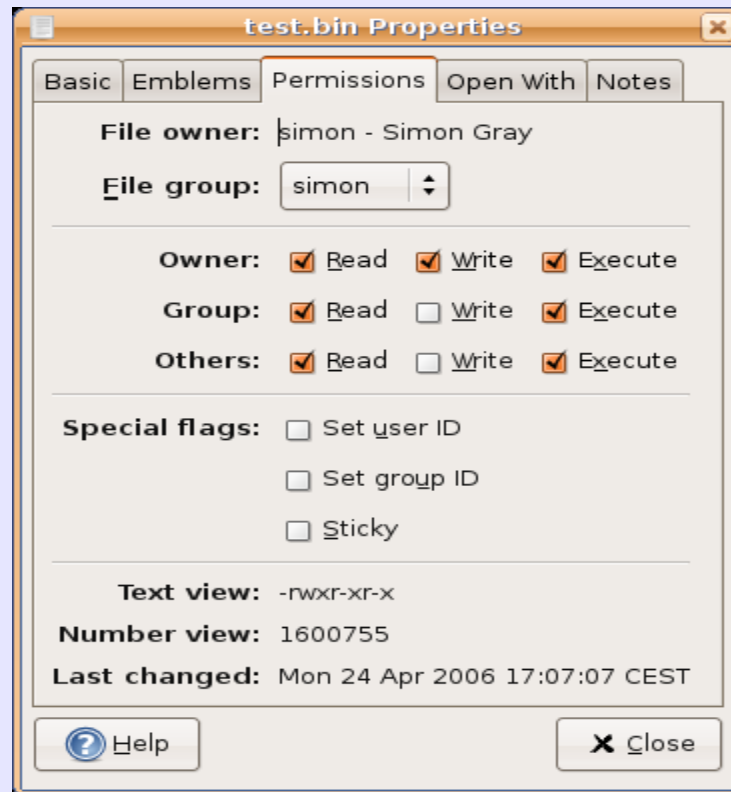 test.bin Properties
Basic Emblems Permissions Open With Notes
File owner: simon - Simon Gray
File group: simon
Owner: Read Write Execute
Group: Read Write Execute
Others: Read Write Execute
Special flags: Set user ID
Set group ID
Sticky
Text view: -rwxr-xr-x
Number view: 1600755
Last changed: Mon 24 Apr 2006 17:07:07 CEST
Help Close